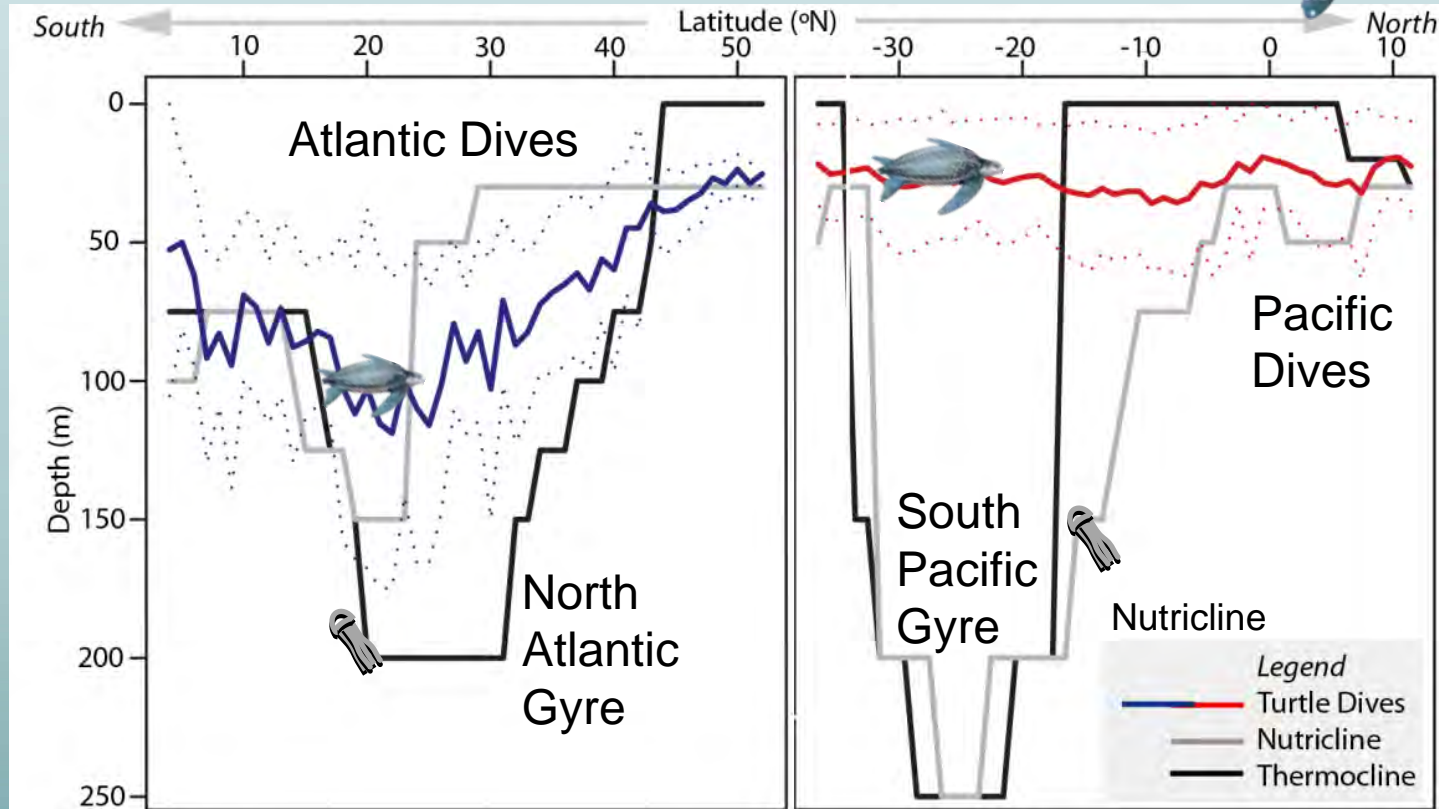 South
Latitude (ºN)
North
10 20 30 40 50
-30 -20 -10 0 10
Depth (m)
0
50
100
150
200
250
Atlantic Dives
North
Atlantic
Gyre
Pacific
Dives
South
Pacific
Gyre
Nutricline
Legend
Turtle Dives
Nutricline
Thermocline